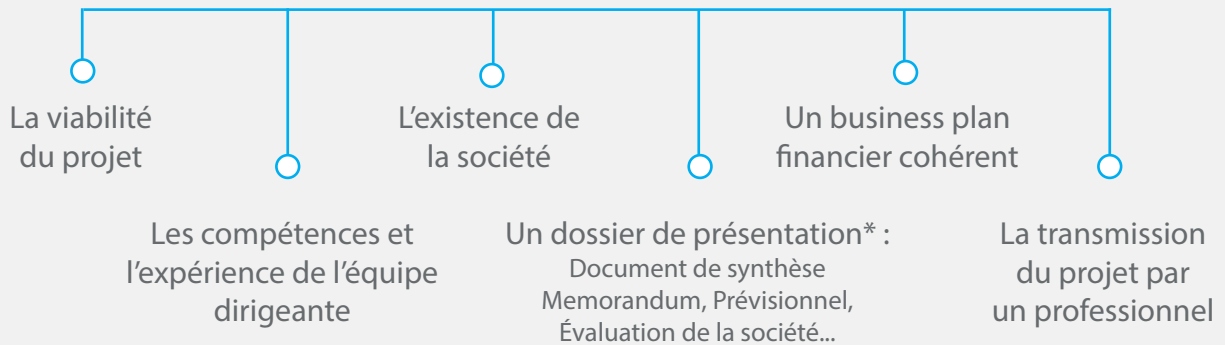 La viabilité
du projet
Les compétences et
l'expérience de l'équipe
dirigeante
L'existence de
la société
Un dossier de présentation* :
Document de synthèse
Memorandum, Prévisionnel,
Évaluation de la société...
Un business plan
financier cohérent
La transmission
du projet par
un professionnel